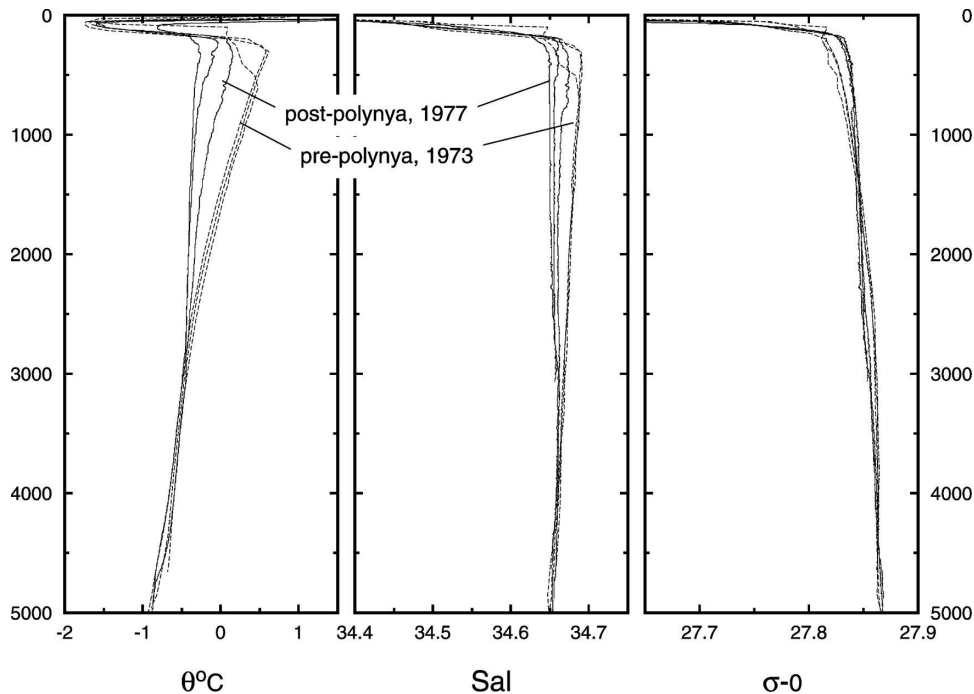 0 0
post-polynya, 1977
1000 1000
pre-polynya, 1973
2000 2000
3000 3000
4000 4000
5000 5000
-2 -1 0 1 34.4 34.5 34.6 34.7 27.7 27.8 27.9
θºC Sal σ-0